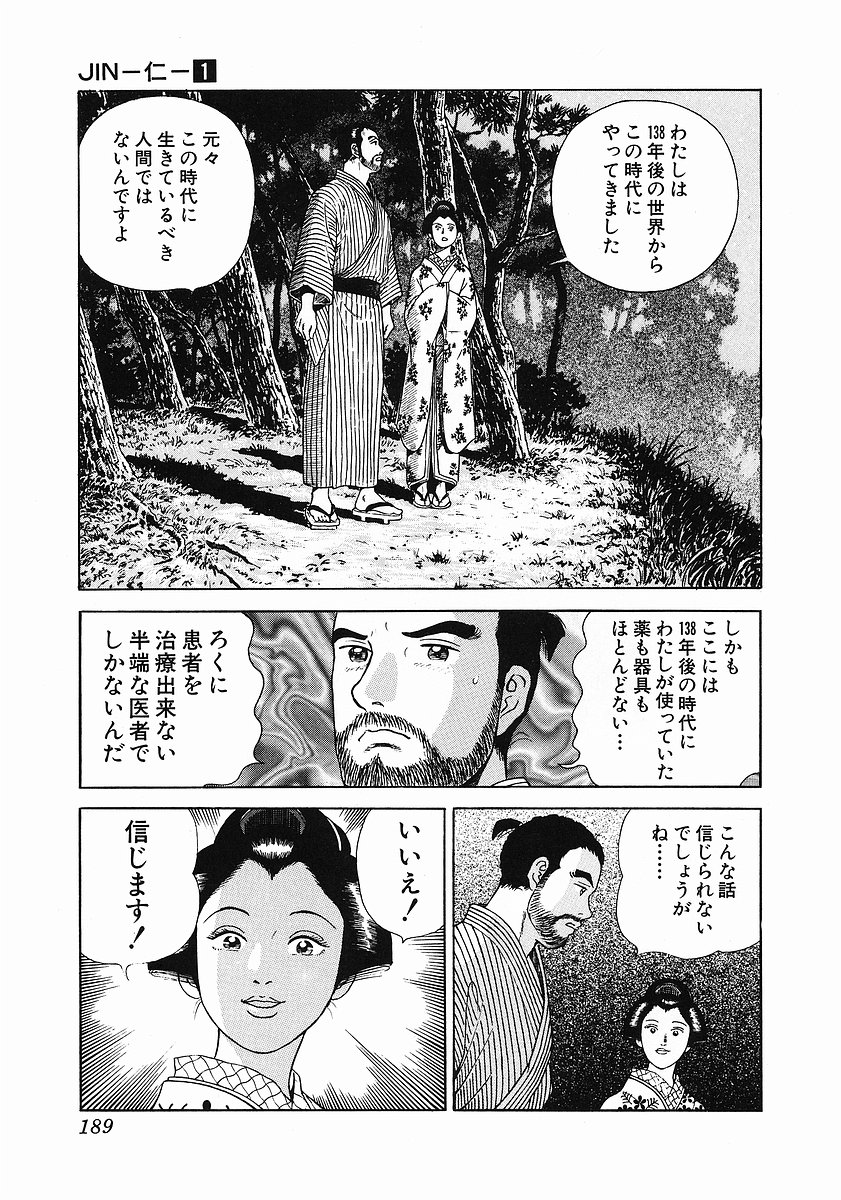 JIN－仁－1
わたしは
138年後の世界から
この時代に
やってきました
元々
この時代に
生きているべき
人間では
ないんですよ
しかも
ここには
138年後の時代に
わたしが使っていた
薬も器具も
ほとんどない…
ろくに
患者を
治療出来ない
半端な医者で
しかないんだ
こんな話
信じられない
でしょうが
ね……
いいえ！
信じます！
189